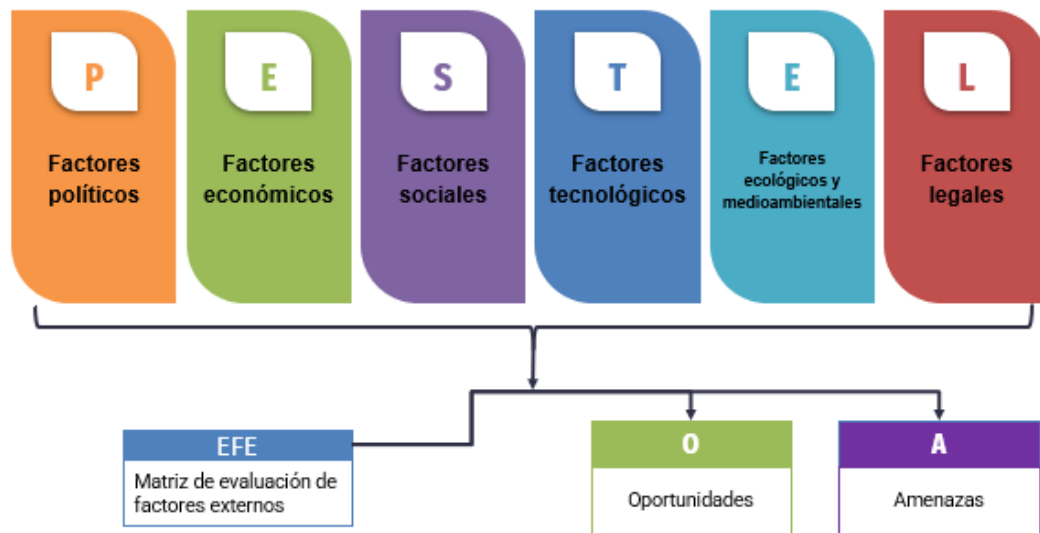 P
E
S
T
E
L
Factores
políticos
Factores
económicos
Factores
sociales
Factores
tecnológicos
Factores
ecológicos y
medioambientales
Factores
legales
EFE
Matriz de evaluación de
factores externos
O
Oportunidades
A
Amenazas